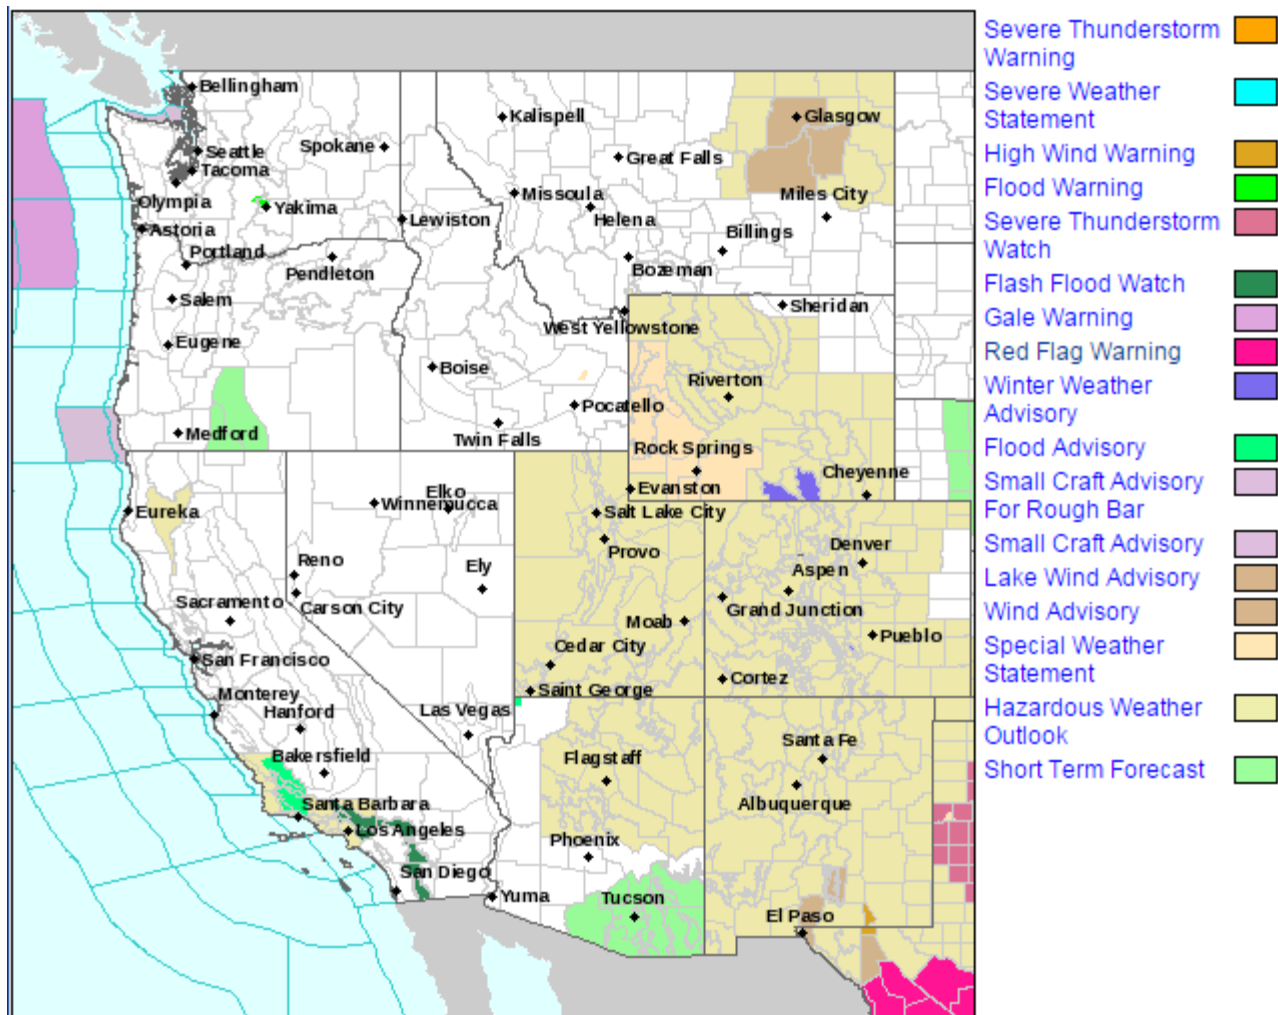 Bellingham
Seattle
Tacoma
Olympia
Spokane
Yakima
Astoria
Portland
Lewiston
Pendleton
Salem
Eugene
Medford
Kalispell
Glasgow
Great Falls
Missoula
Helena
Miles City
Billings
Bozeman
West Yellowstone
Sheridan
Boise
Pocatello
Twin Falls
Riverton
Rock Springs
Evanston
Cheyenne
Eureka
Elko
Winnemucca
Salt Lake City
Provo
Reno
Ely
Carson City
Sacramento
San Francisco
Denver
Aspen
Grand Junction
Moab
Pueblo
Cedar City
Saint George
Cortez
Monterey
Hanford
Las Vegas
Bakersfield
Santa Barbara
Los Angeles
San Diego
Flagstaff
Phoenix
Yuma
Tucson
Santa Fe
Albuquerque
El Paso
Severe Thunderstorm
Warning
Severe Weather
Statement
High Wind Warning
Flood Warning
Severe Thunderstorm
Watch
Flash Flood Watch
Gale Warning
Red Flag Warning
Winter Weather
Advisory
Flood Advisory
Small Craft Advisory
For Rough Bar
Small Craft Advisory
Lake Wind Advisory
Wind Advisory
Special Weather
Statement
Hazardous Weather
Outlook
Short Term Forecast